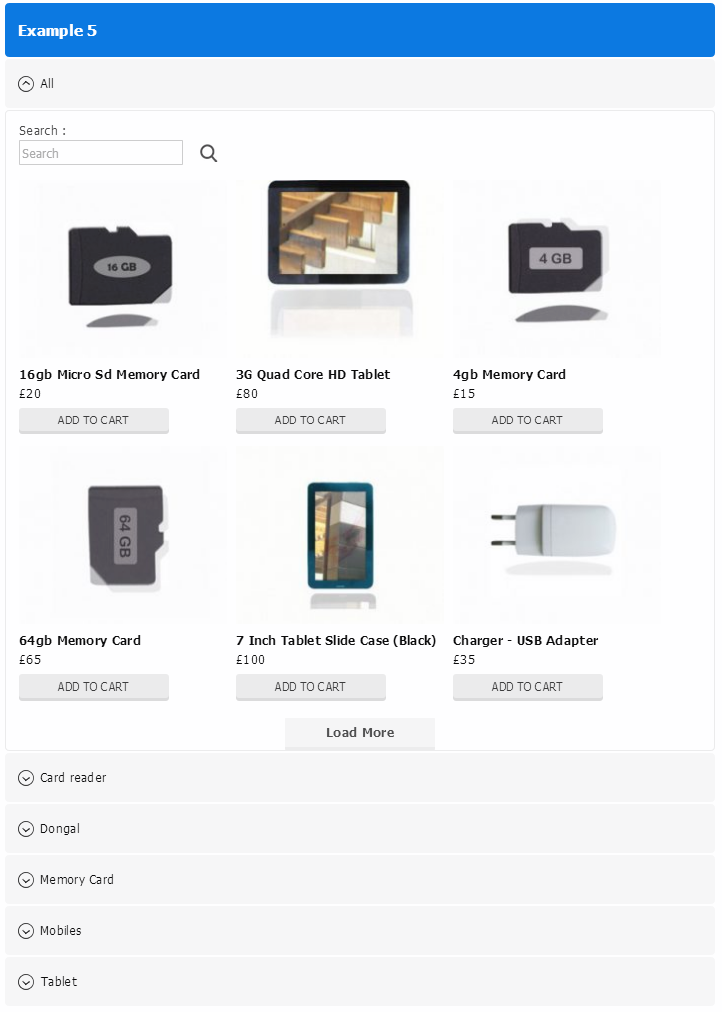 Example 5
All
Search :
Search
16 GB
4 GB
16gb Micro Sd Memory Card
3G Quad Core HD Tablet
4gb Memory Card
£20
£80
£15
ADD TO CART
ADD TO CART
ADD TO CART
64 GB
64gb Memory Card
7 Inch Tablet Slide Case (Black)
Charger - USB Adapter
£65
£100
£35
ADD TO CART
ADD TO CART
ADD TO CART
Load More
Card reader
Dongal
Memory Card
Mobiles
Tablet